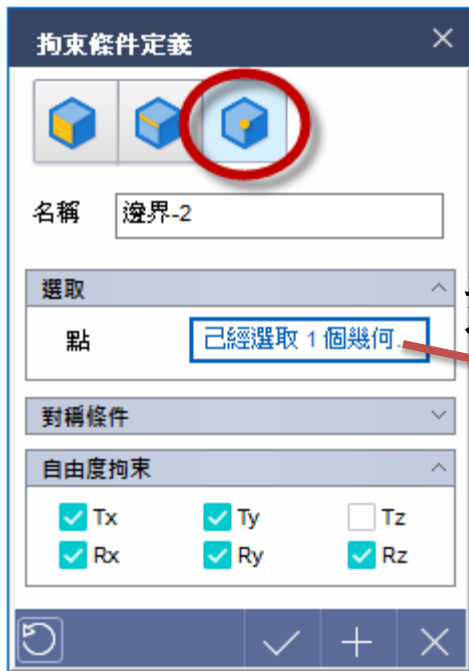 拘束條件定義
名稱 邊界-2
選取
點 已經選取 1 個幾何..
對稱條件
自由度拘束
Tx Ty Tz
Rx Ry Rz